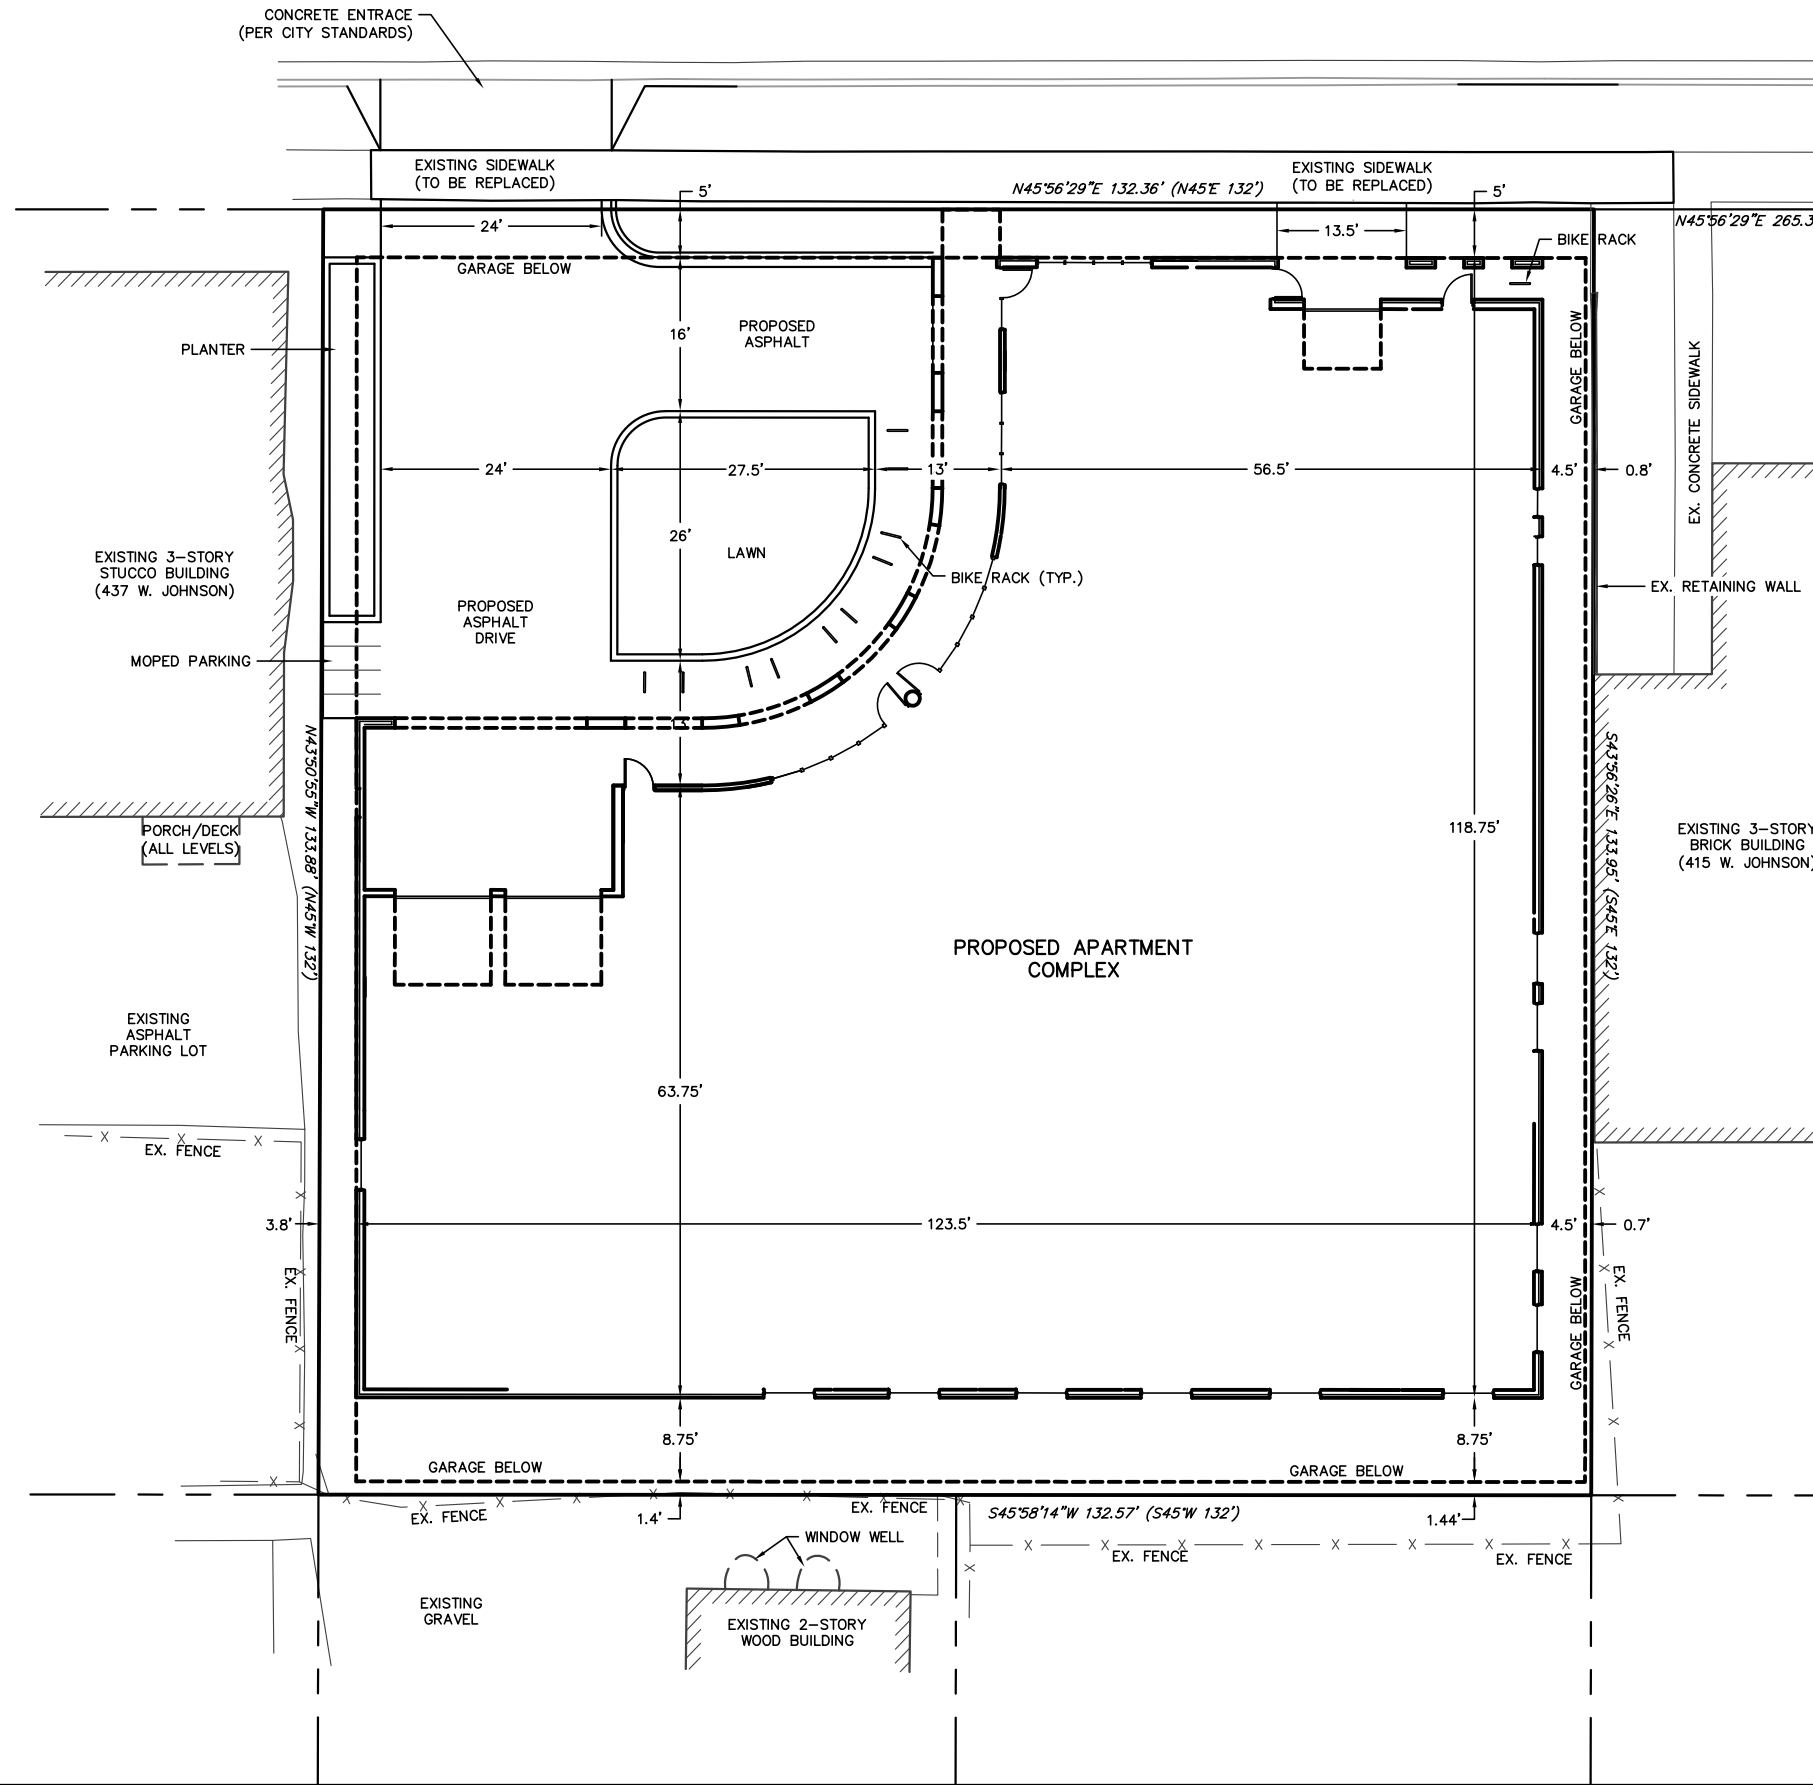 CONCRETE ENTRACE
(PER CITY STANDARDS)
EXISTING SIDEWALK
(TO BE REPLACED)
EXISTING SIDEWALK
(TO BE REPLACED)
5'
N45°56'29"E 132.36' (N45°E 132')
5'
24'
13.5'
N45°56'29"E 265.3
BIKE RACK
GARAGE BELOW
PLANTER
16'
PROPOSED
ASPHALT
GARAGE BELOW
EX. CONCRETE SIDEWALK
24'
27.5'
13'
56.5'
4.5'
0.8'
26'
LAWN
EXISTING 3-STORY
STUCCO BUILDING
(437 W. JOHNSON)
BIKE RACK (TYP.)
EX. RETAINING WALL
PROPOSED
ASPHALT
DRIVE
MOPED PARKING
13'
N43°50'55"W 133.88' (N45°W 132')
S43°56'26"E 133.95' (S45°E 132')
PORCH/DECK
(ALL LEVELS)
118.75'
EXISTING 3-STORY
BRICK BUILDING
(415 W. JOHNSON)
PROPOSED APARTMENT
COMPLEX
EXISTING
ASPHALT
PARKING LOT
63.75'
EX. FENCE
3.8'
123.5'
4.5'
0.7'
EX. FENCE
GARAGE BELOW
EX. FENCE
8.75'
8.75'
GARAGE BELOW
GARAGE BELOW
EX. FENCE
EX. FENCE
1.4'
S45°58'14"W 132.57' (S45°W 132')
1.44'
WINDOW WELL
EX. FENCE
EX. FENCE
EXISTING
GRAVEL
EXISTING 2-STORY
WOOD BUILDING